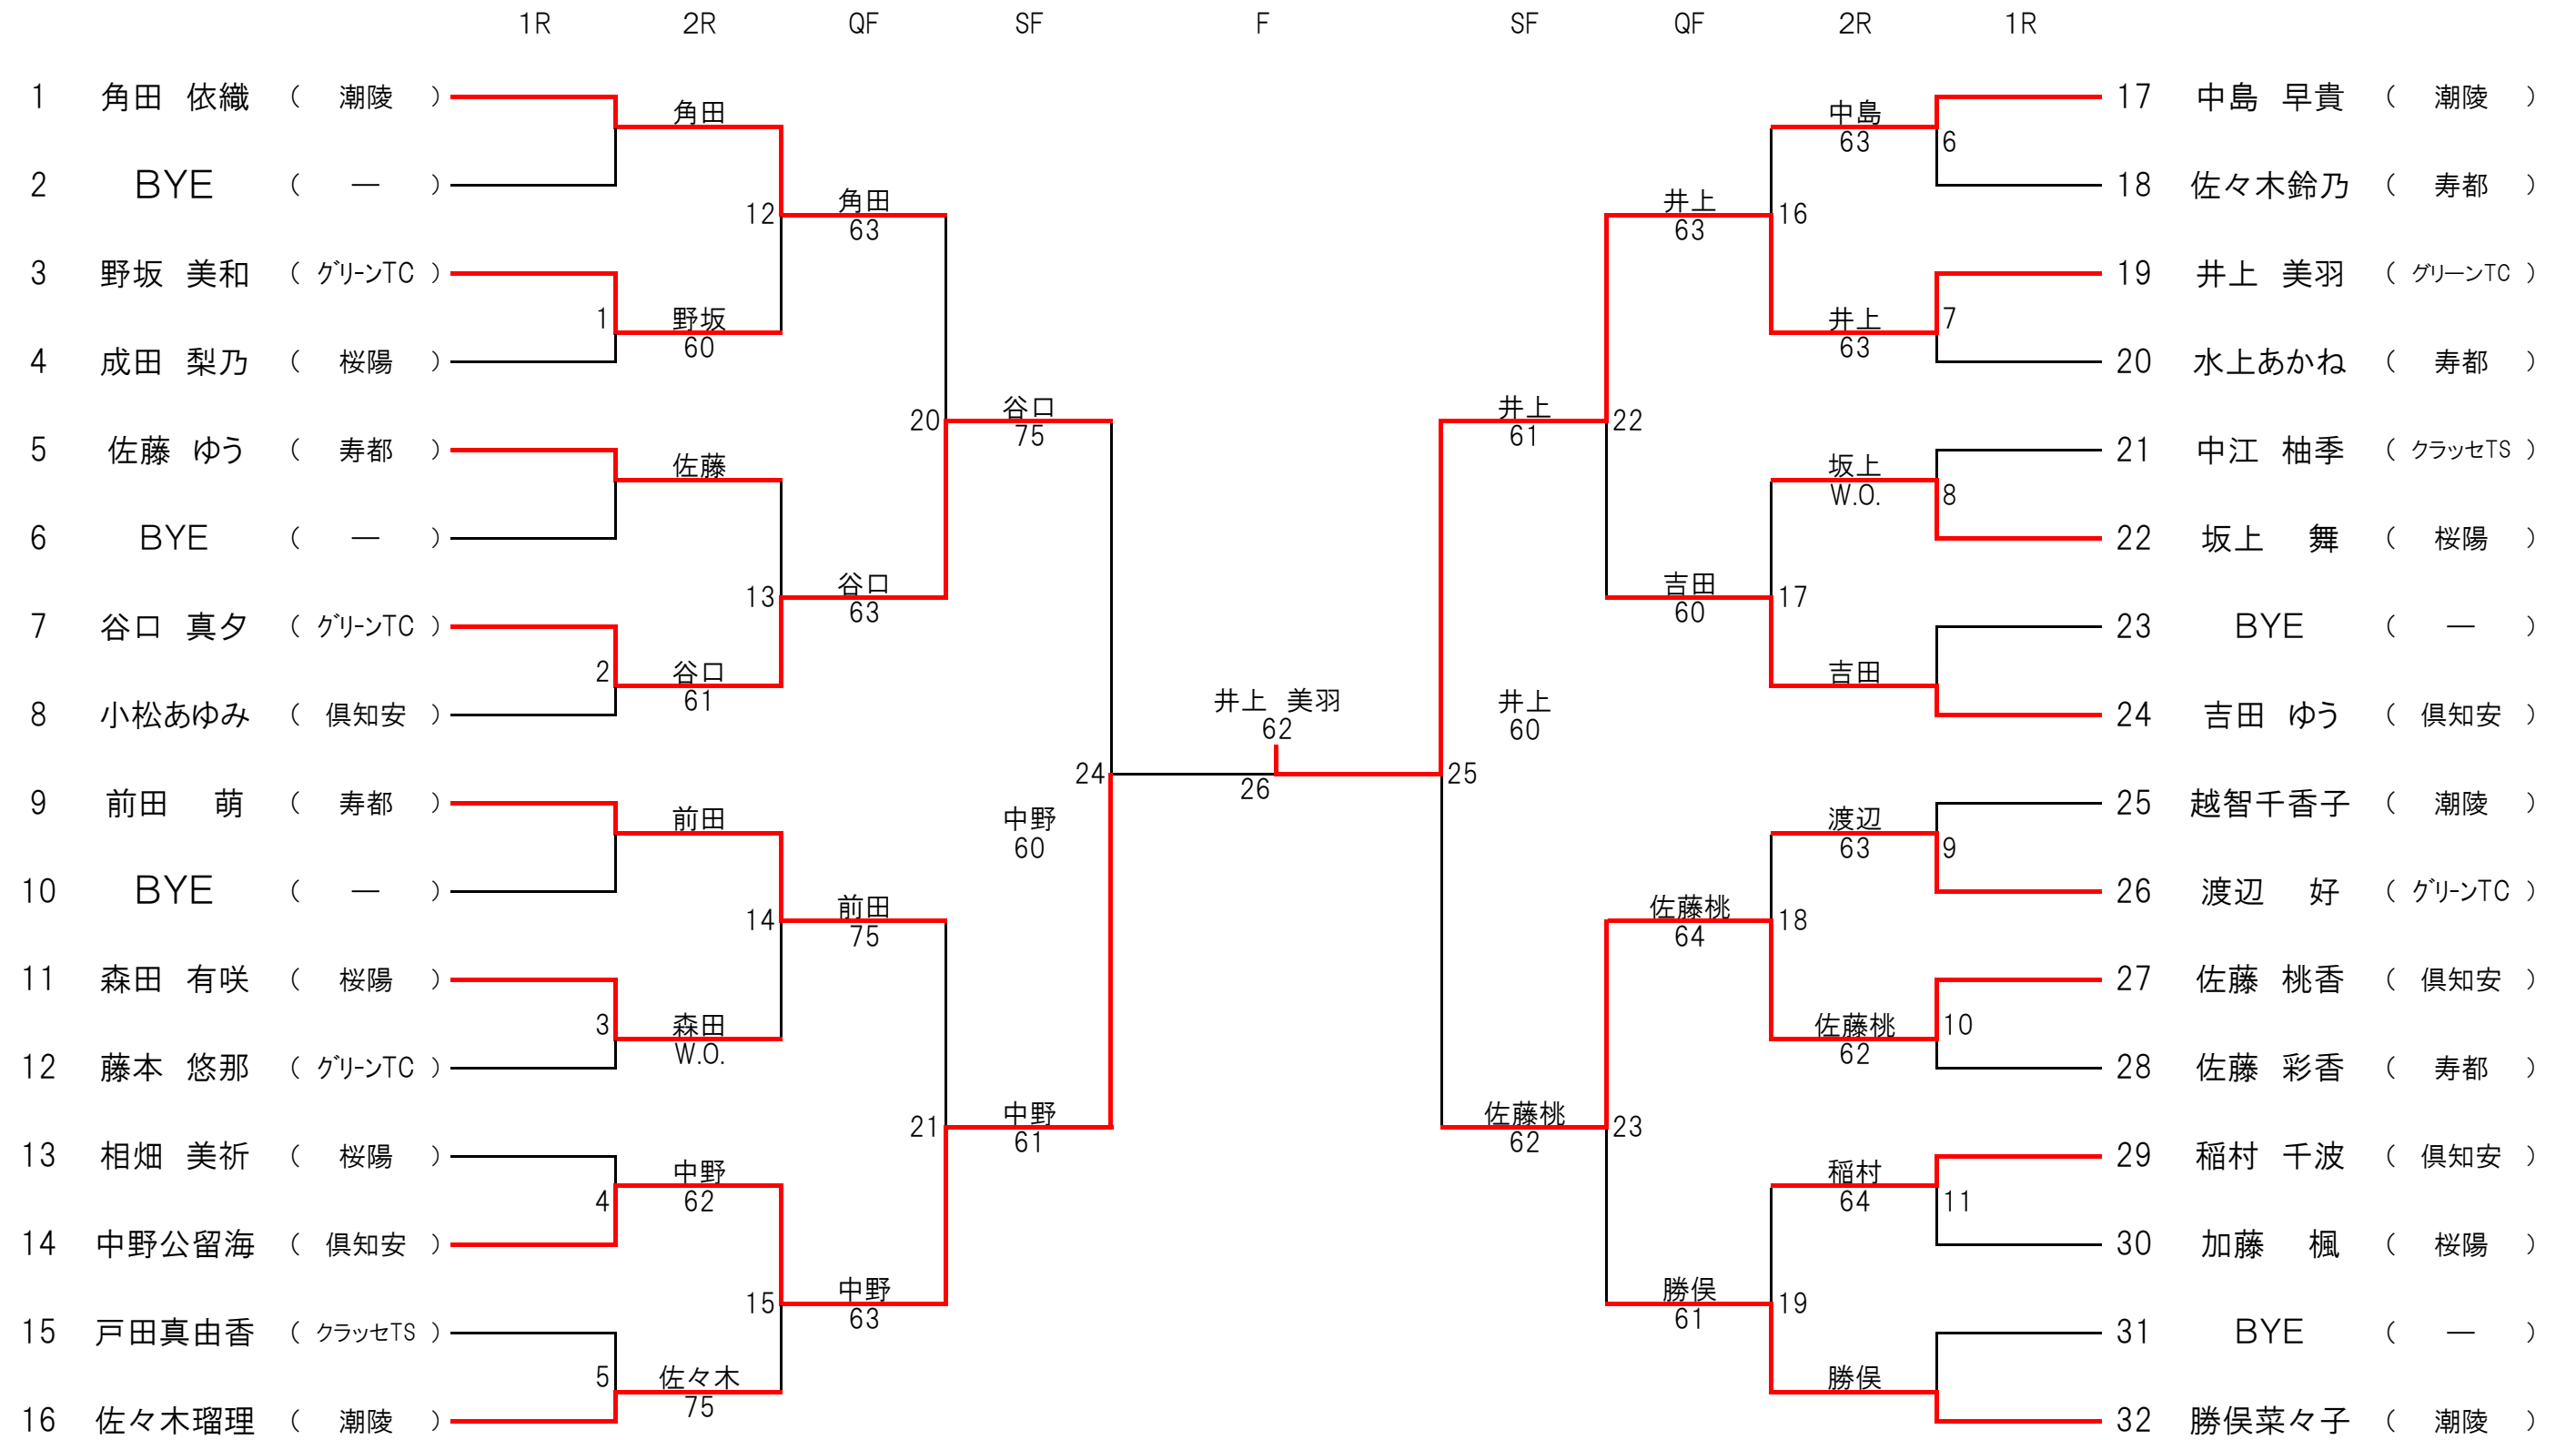 1R 2R QF SF F SF QF 2R 1R
1 角田 依織 ( 潮陵 ) 17 中島 早貴 ( 潮陵 )
角田 中島
63 6
2 BYE ( ― ) 18 佐々木鈴乃 ( 寿都 )
12 角田 井上 16
63 63
3 野坂 美和 ( グリーンTC ) 19 井上 美羽 ( グリーンTC )
1 野坂 井上 7
60 63
4 成田 梨乃 ( 桜陽 ) 20 水上あかね ( 寿都 )
20 谷口 井上 22
75 61
5 佐藤 ゆう ( 寿都 ) 21 中江 柚季 ( クラッセTS )
佐藤 坂上
W.O. 8
6 BYE ( ― ) 22 坂上 舞 ( 桜陽 )
13 谷口 吉田 17
63 60
7 谷口 真夕 ( グリーンTC ) 23 BYE ( ― )
2 谷口 吉田
61
8 小松あゆみ ( 倶知安 ) 井上 美羽 井上 24 吉田 ゆう ( 倶知安 )
62 60
24 26 25
9 前田 萌 ( 寿都 ) 25 越智千香子 ( 潮陵 )
前田 中野 渡辺
60 63 9
10 BYE ( ― ) 26 渡辺 好 ( グリーンTC )
14 前田 佐藤桃 18
75 64
11 森田 有咲 ( 桜陽 ) 27 佐藤 桃香 ( 倶知安 )
3 森田 佐藤桃 10
W.O. 62
12 藤本 悠那 ( グリーンTC ) 28 佐藤 彩香 ( 寿都 )
21 中野 佐藤桃 23
61 62
13 相畑 美祈 ( 桜陽 ) 29 稲村 千波 ( 倶知安 )
中野 稲村
4 62 64 11
14 中野公留海 ( 倶知安 ) 30 加藤 楓 ( 桜陽 )
15 中野 勝俣 19
63 61
15 戸田真由香 ( クラッセTS ) 31 BYE ( ― )
5 佐々木 勝俣
75
16 佐々木瑠理 ( 潮陵 ) 32 勝俣菜々子 ( 潮陵 )